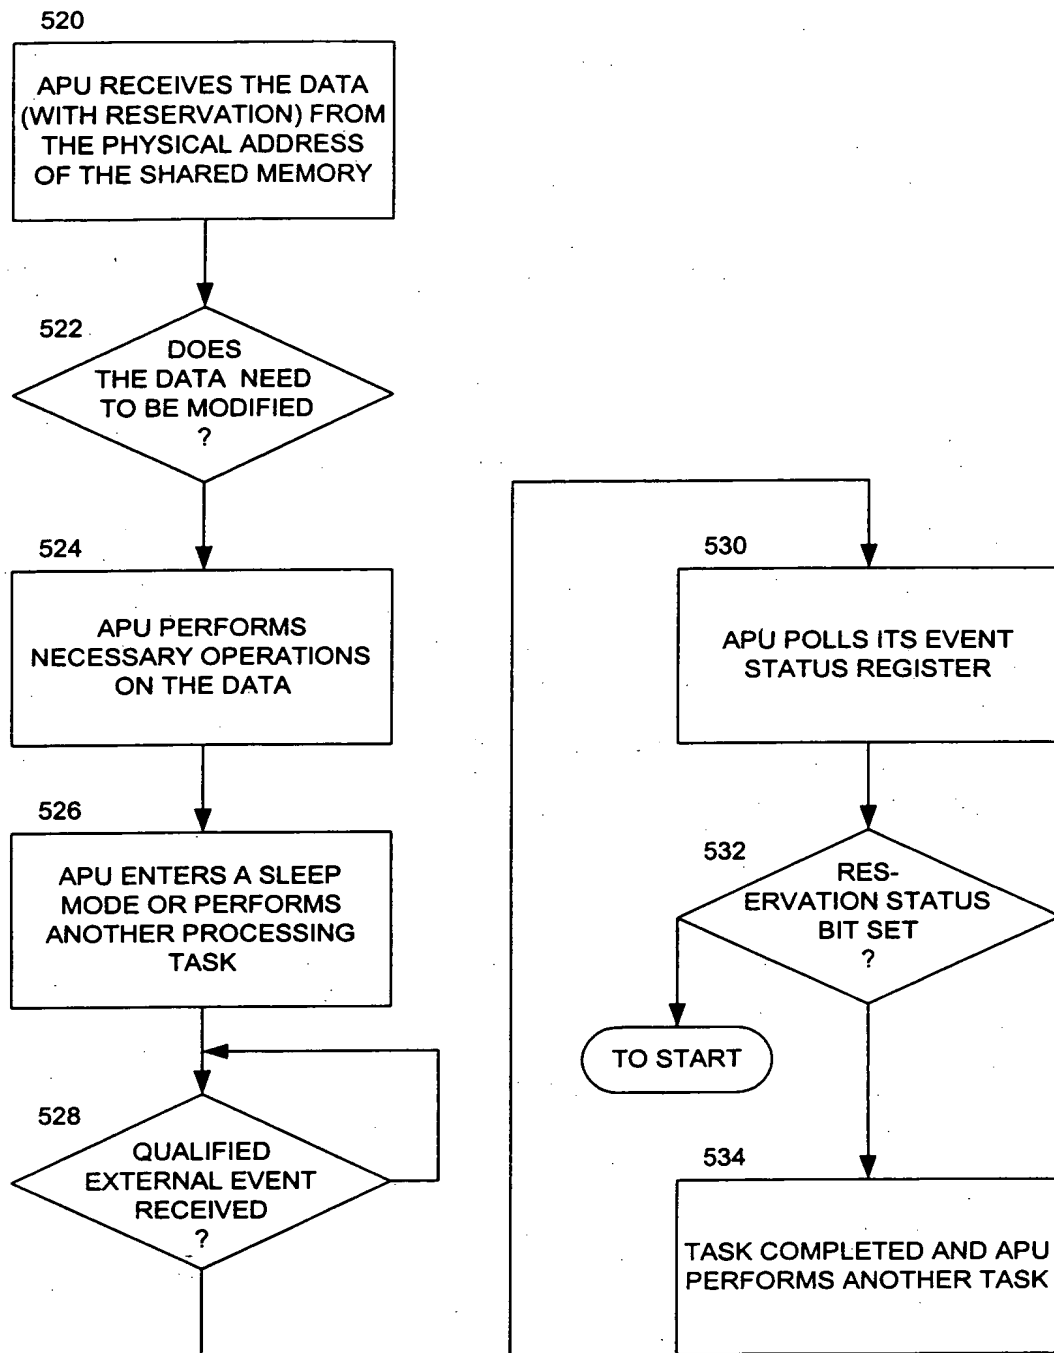 520
APU RECEIVES THE DATA
(WITH RESERVATION) FROM
THE PHYSICAL ADDRESS
OF THE SHARED MEMORY
522
DOES
THE DATA NEED
TO BE MODIFIED
?
524
APU PERFORMS
NECESSARY OPERATIONS
ON THE DATA
526
APU ENTERS A SLEEP
MODE OR PERFORMS
ANOTHER PROCESSING
TASK
528
QUALIFIED
EXTERNAL EVENT
RECEIVED
?
530
APU POLLS ITS EVENT
STATUS REGISTER
532
RES-
ERVATION STATUS
BIT SET
?
TO START
534
TASK COMPLETED AND APU
PERFORMS ANOTHER TASK